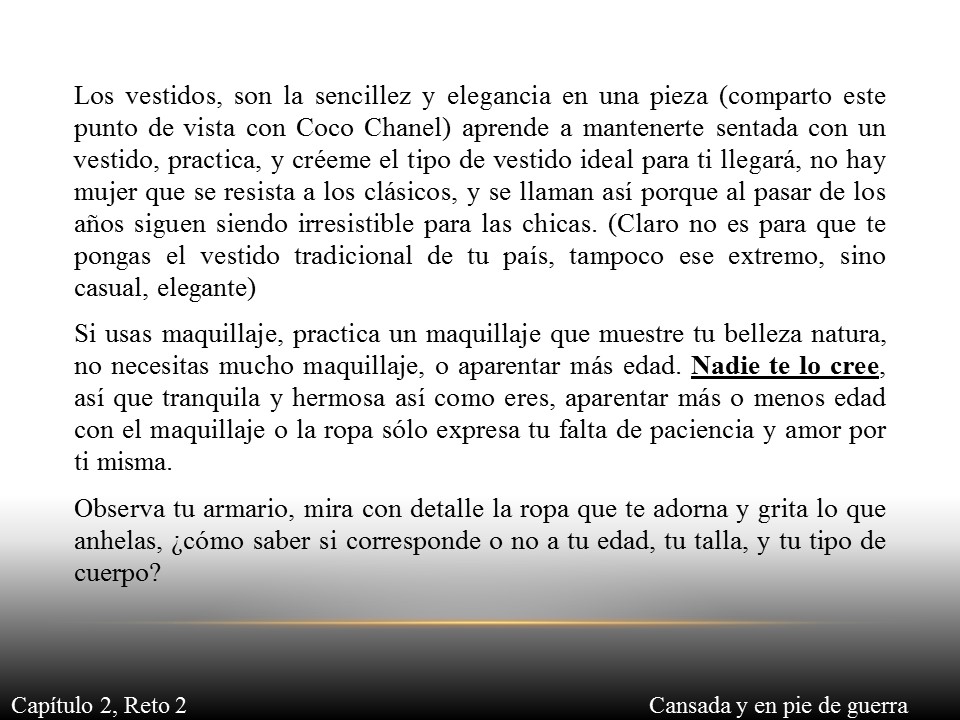 Los vestidos, son la sencillez y elegancia en una pieza (comparto este
punto de vista con Coco Chanel) aprende a mantenerte sentada con un
vestido, practica, y créeme el tipo de vestido ideal para ti llegará, no hay
mujer que se resista a los clásicos, y se llaman así porque al pasar de los
años siguen siendo irresistible para las chicas. (Claro no es para que te
pongas el vestido tradicional de tu país, tampoco ese extremo, sino
casual, elegante)
Si usas maquillaje, practica un maquillaje que muestre tu belleza natura,
no necesitas mucho maquillaje, o aparentar más edad. Nadie te lo cree,
así que tranquila y hermosa así como eres, aparentar más o menos edad
con el maquillaje o la ropa sólo expresa tu falta de paciencia y amor por
ti misma.
Observa tu armario, mira con detalle la ropa que te adorna y grita lo que
anhelas, ¿cómo saber si corresponde o no a tu edad, tu talla, y tu tipo de
cuerpo?
Capítulo 2, Reto 2
Cansada y en pie de guerra